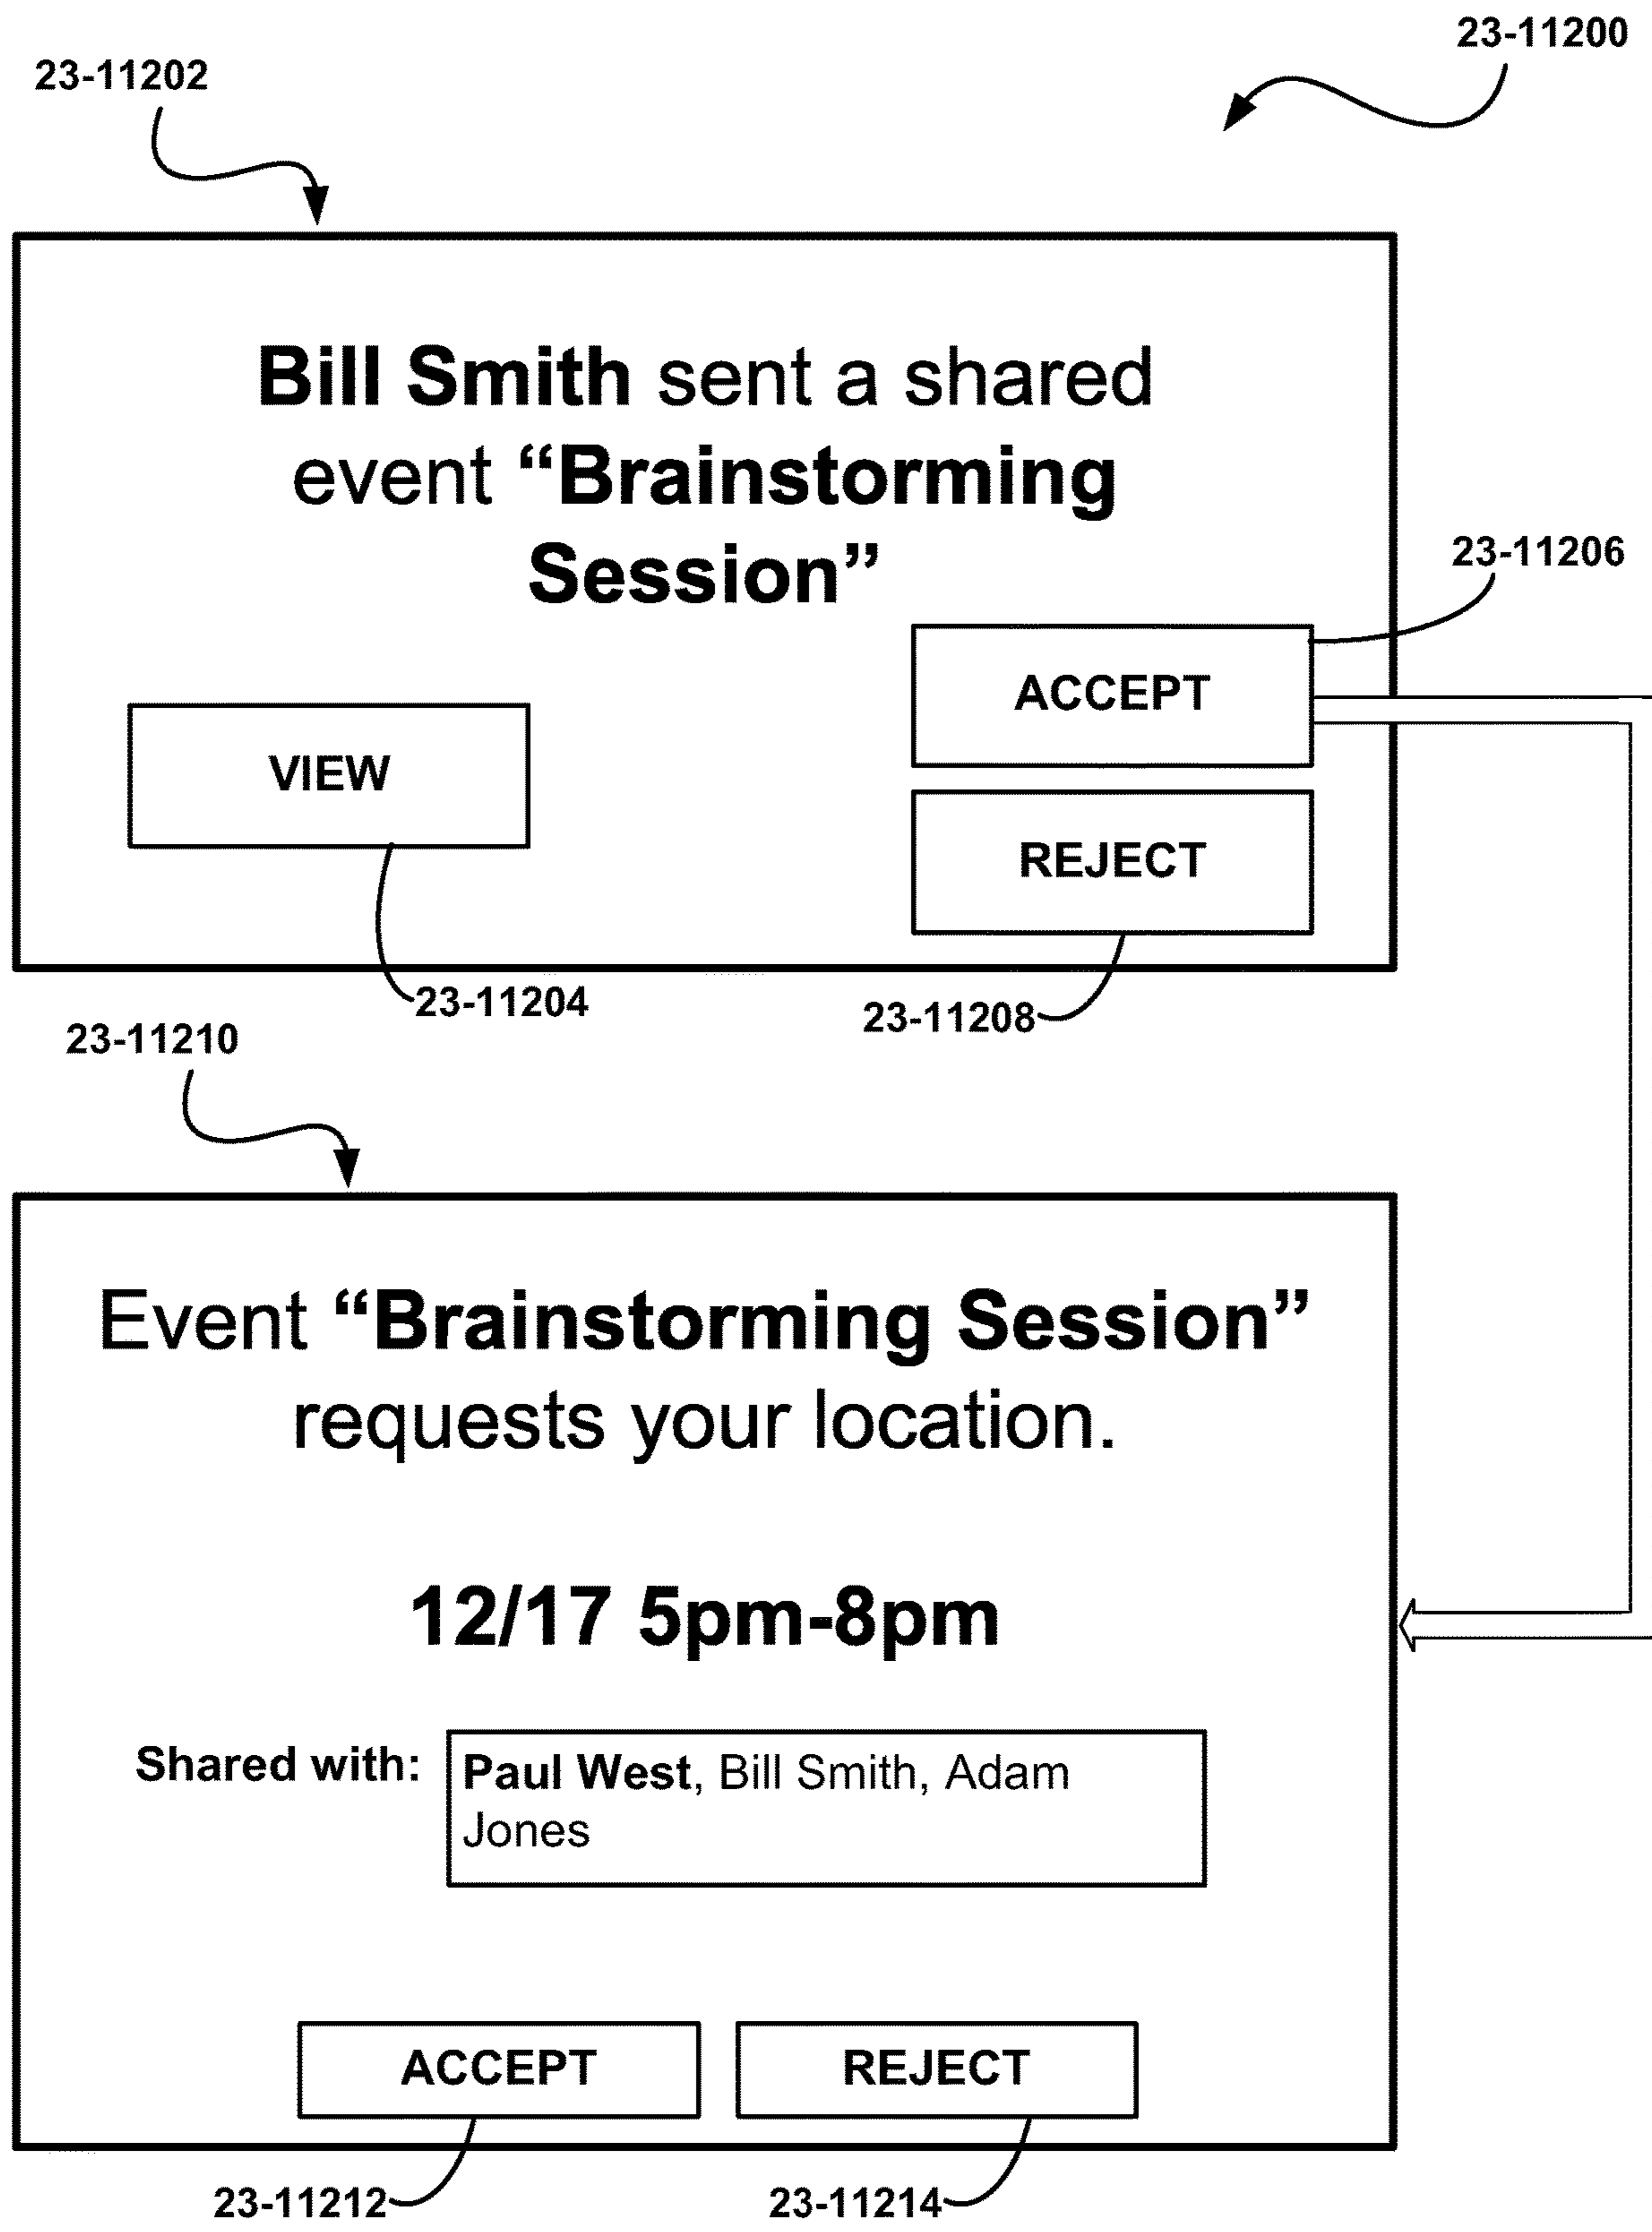 23-11200
23-11202
Bill Smith sent a shared
event “Brainstorming
Session”
23-11206
ACCEPT
VIEW
REJECT
23-11204
23-11208
23-11210
Event “Brainstorming Session”
requests your location.
12/17 5pm-8pm
Shared with:
Paul West, Bill Smith, Adam
Jones
ACCEPT
REJECT
23-11212
23-11214